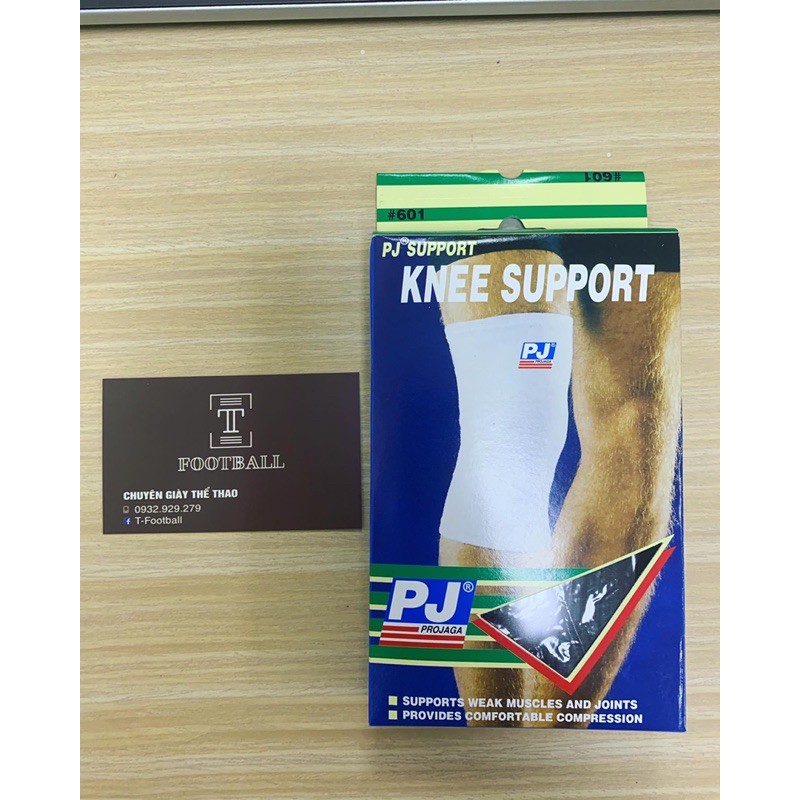 #601
#601
PJ® SUPPORT
KNEE SUPPORT
PJ®
PROJAGA
PJ®
PROJAGA
SUPPORTS WEAK MUSCLES AND JOINTS
PROVIDES COMFORTABLE COMPRESSION
T
FOOTBALL
CHUYÊN GIÀY THỂ THAO
0932.929.279
T-Football